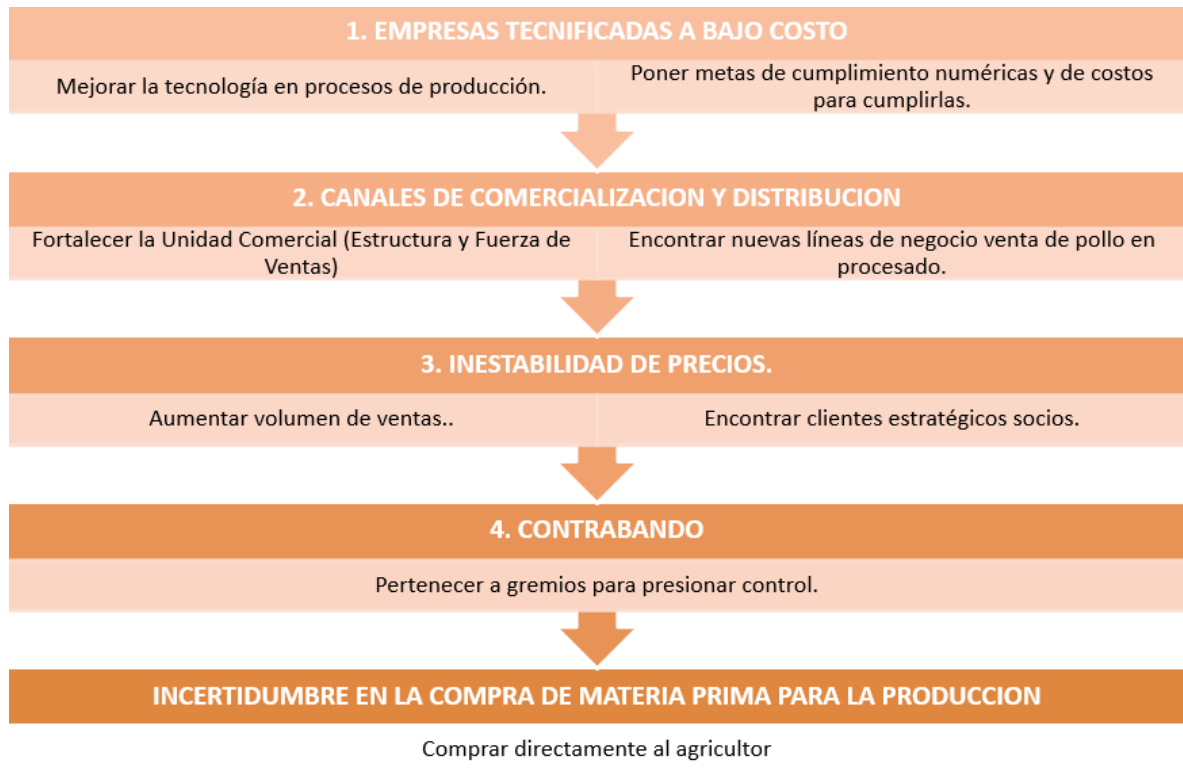 1. EMPRESAS TECNIFICADAS A BAJO COSTO
Mejorar la tecnología en procesos de producción.
Poner metas de cumplimiento numéricas y de costos
para cumplirlas.
2. CANALES DE COMERCIALIZACION Y DISTRIBUCION
Fortalecer la Unidad Comercial (Estructura y Fuerza de
Ventas)
Encontrar nuevas líneas de negocio venta de pollo en
procesado.
3. INESTABILIDAD DE PRECIOS.
Aumentar volumen de ventas..
Encontrar clientes estratégicos socios.
4. CONTRABANDO
Pertenecer a gremios para presionar control.
INCERTIDUMBRE EN LA COMPRA DE MATERIA PRIMA PARA LA PRODUCCION
Comprar directamente al agricultor